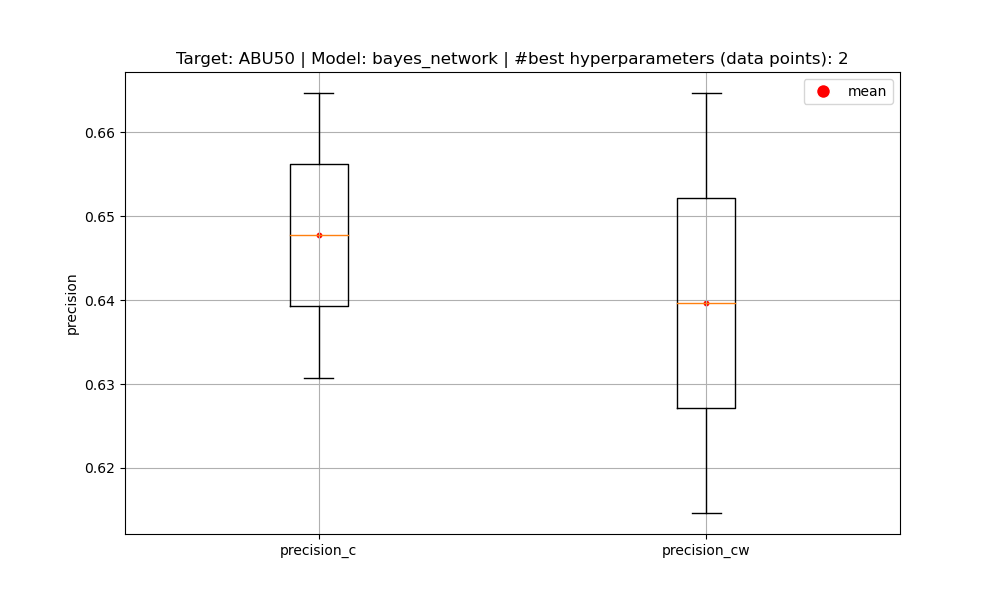 Target: ABU50 | Model: bayes_network | #best hyperparameters (data points): 2
mean
0.66
0.65
0.64
0.63
0.62
precision
precision_c
precision_cw